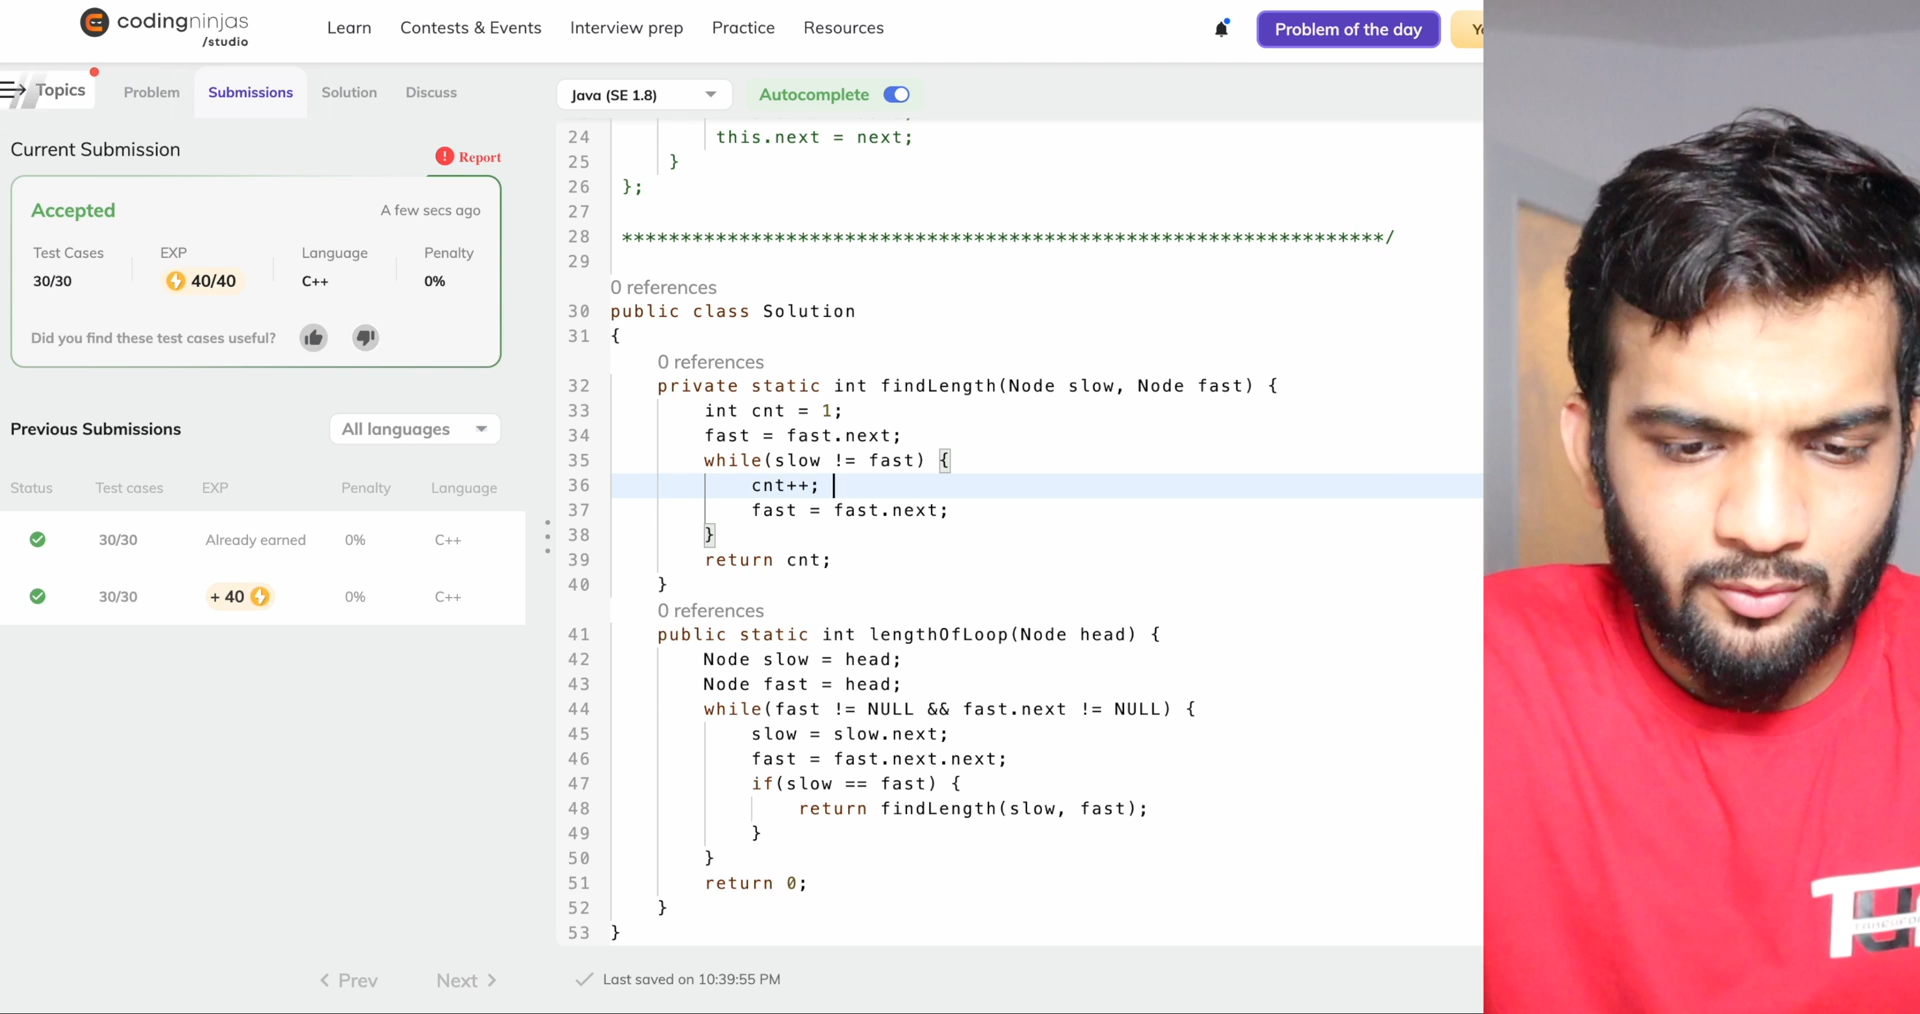 codingninjas
/studio
Learn
Contests & Events
Interview prep
Practice
Resources
Problem of the day
Topics
Problem
Submissions
Solution
Discuss
Java (SE 1.8)
Autocomplete
Current Submission
Report
Accepted
A few secs ago
Test Cases
EXP
Language
Penalty
30/30
40/40
C++
0%
Did you find these test cases useful?
Previous Submissions
All languages
Status
Test cases
EXP
Penalty
Language
30/30
Already earned
0%
C++
30/30
+ 40
0%
C++
Prev
Next
24 this.next = next;
25 }
26 };
27
28 *****************************************************************/
29
0 references
30 public class Solution
31 {
0 references
32 private static int findLength(Node slow, Node fast) {
33 int cnt = 1;
34 fast = fast.next;
35 while(slow != fast) {
36 cnt++;
37 fast = fast.next;
38 }
39 return cnt;
40 }
0 references
41 public static int lengthOfLoop(Node head) {
42 Node slow = head;
43 Node fast = head;
44 while(fast != NULL && fast.next != NULL) {
45 slow = slow.next;
46 fast = fast.next.next;
47 if(slow == fast) {
48 return findLength(slow, fast);
49 }
50 }
51 return 0;
52 }
53 }
Last saved on 10:39:55 PM